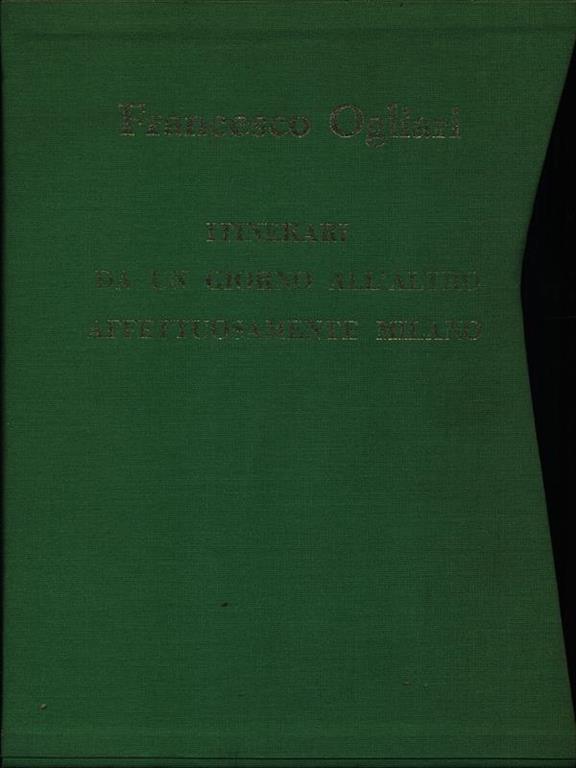 Francesco Ogliari
ITINERARI
DA UN GIORNO ALL'ALTRO
AFFETTUOSAMENTE MILANO